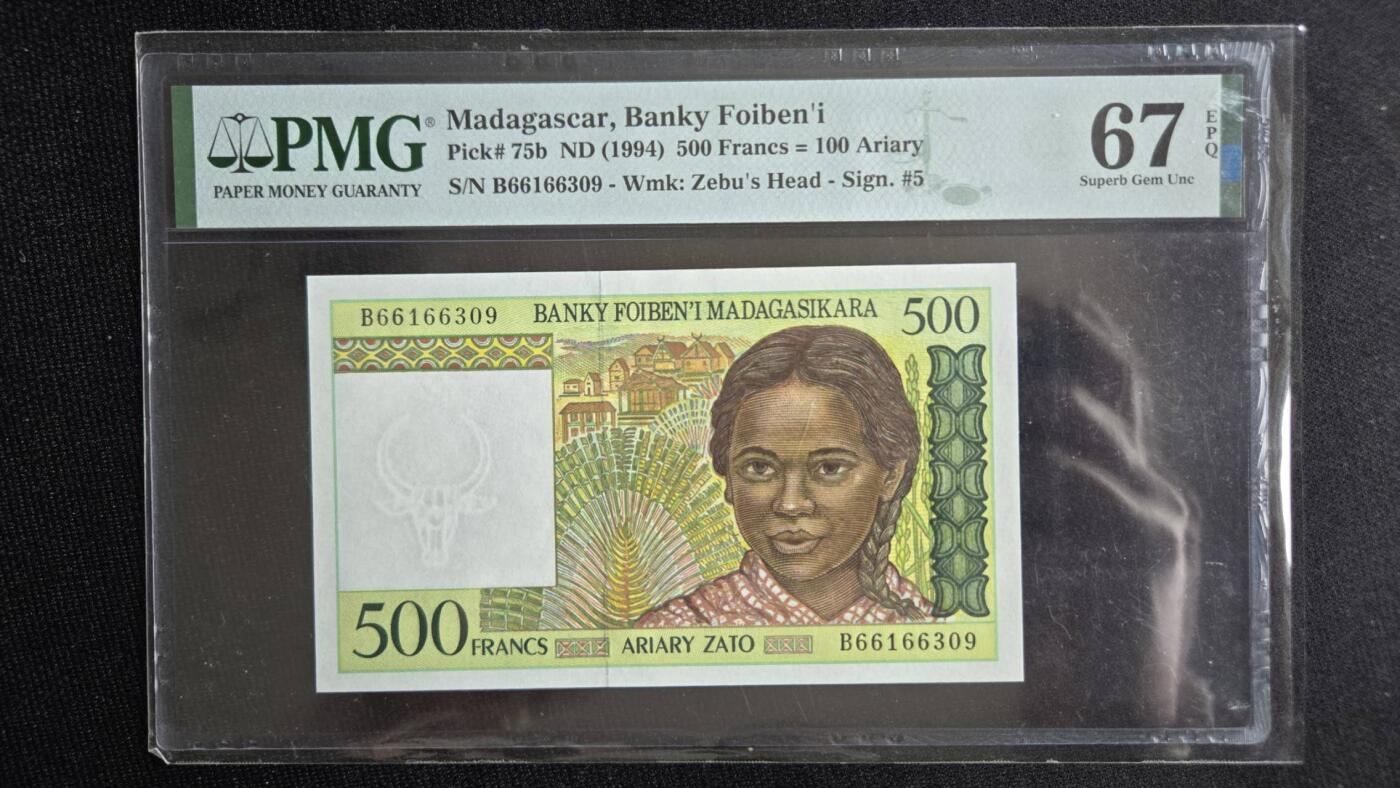 PMG®
PAPER MONEY GUARANTY
Madagascar, Banky Foiben'i
Pick# 75b ND (1994) 500 Francs = 100 Ariary
S/N B66166309 - Wmk: Zebu's Head - Sign. #5
67
EPQ
Superb Gem Unc
B66166309
BANKY FOIBEN'I MADAGASIKARA
500
500 FRANCS
ARIARY ZATO
B66166309